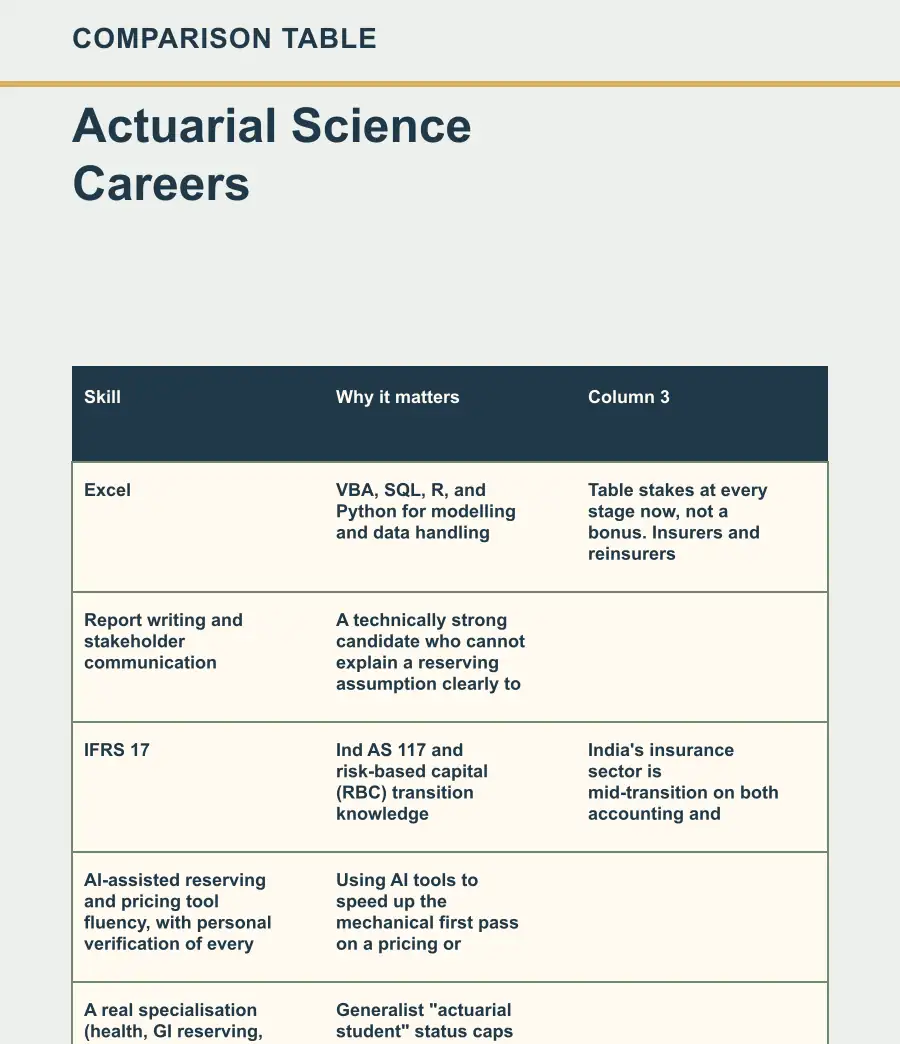 COMPARISON TABLE
Actuarial Science
Careers
Skill
Why it matters
Column 3
Excel
VBA, SQL, R, and
Python for modelling
and data handling
Table stakes at every
stage now, not a
bonus. Insurers and
reinsurers
Report writing and
stakeholder
communication
A technically strong
candidate who cannot
explain a reserving
assumption clearly to
IFRS 17
Ind AS 117 and
risk-based capital
(RBC) transition
knowledge
India's insurance
sector is
mid-transition on both
accounting and
AI-assisted reserving
and pricing tool
fluency, with personal
verification of every
Using AI tools to
speed up the
mechanical first pass
on a pricing or
A real specialisation
(health, GI reserving,
Generalist "actuarial
student" status caps